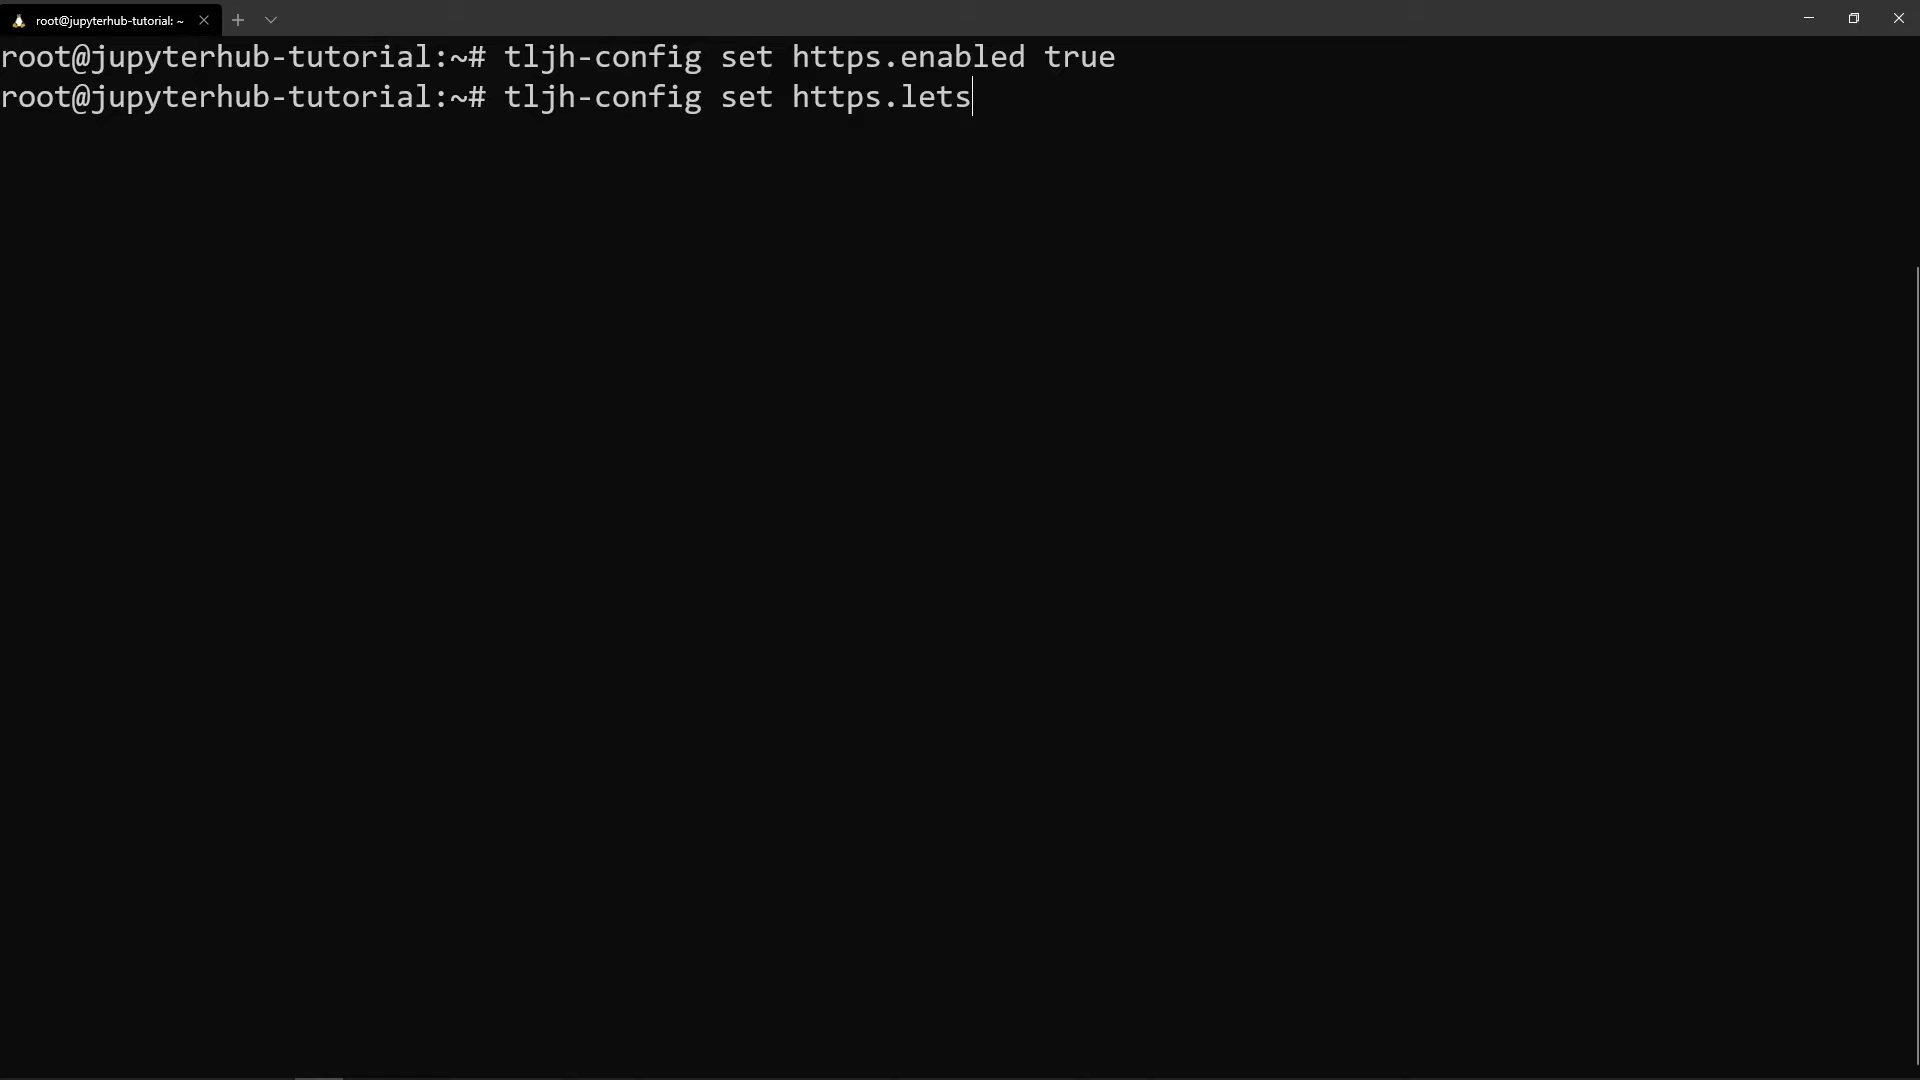 root@jupyterhub-tutorial: ~
root@jupyterhub-tutorial:~# tljh-config set https.enabled true
root@jupyterhub-tutorial:~# tljh-config set https.lets